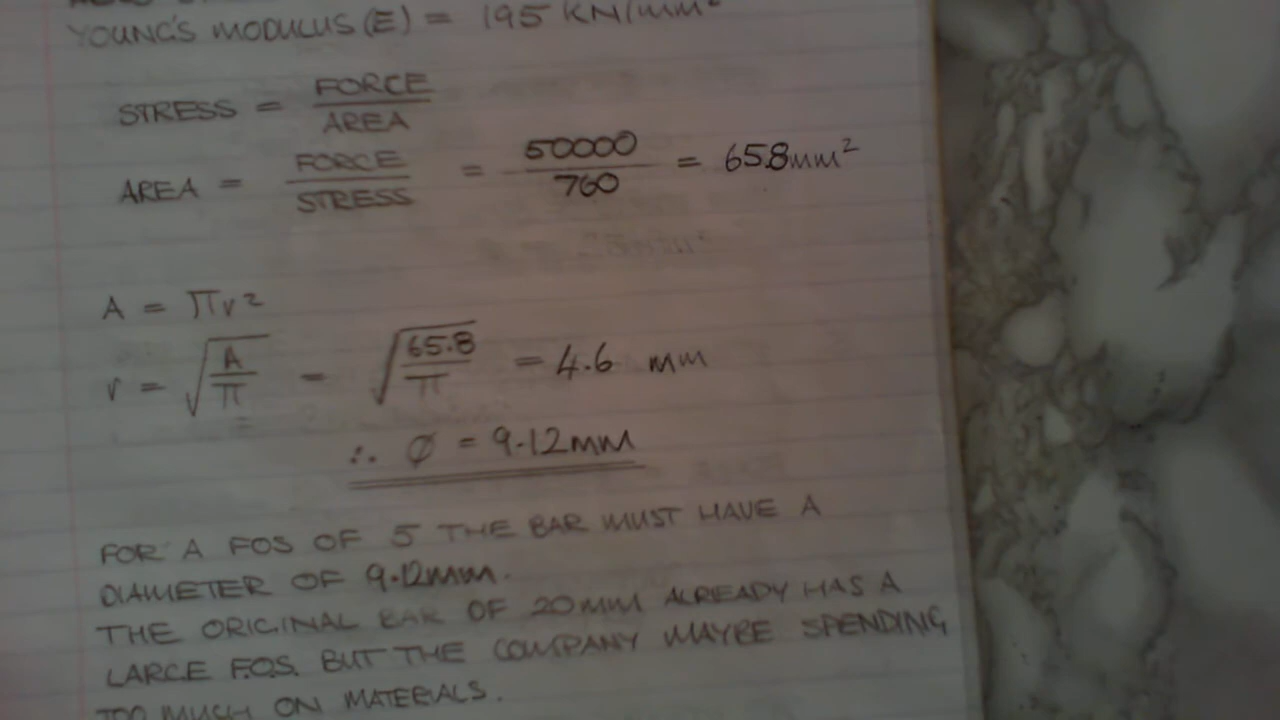 YOUNG'S MODULUS (E) = 195 KN/mm²
STRESS = FORCE / AREA
AREA = FORCE / STRESS = 50000 / 760 = 65.8mm²
A = πr²
r = √(A / π) = √(65.8 / π) = 4.6 mm
∴ Ø = 9.12mm
FOR A FOS OF 5 THE BAR MUST HAVE A
DIAMETER OF 9.12mm.
THE ORIGINAL BAR OF 20MM ALREADY HAS A
LARGE F.O.S. BUT THE COMPANY MAYBE SPENDING
TOO MUCH ON MATERIALS.